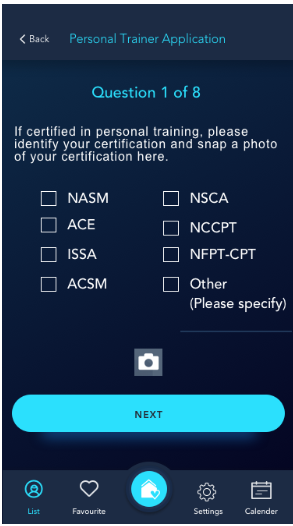 Back
Personal Trainer Application
Question 1 of 8
If certified in personal training, please
identify your certification and snap a photo
of your certification here.
NASM
NSCA
ACE
NCCPT
ISSA
NFPT-CPT
ACSM
Other
(Please specify)
NEXT
List
Favourite
Settings
Calender